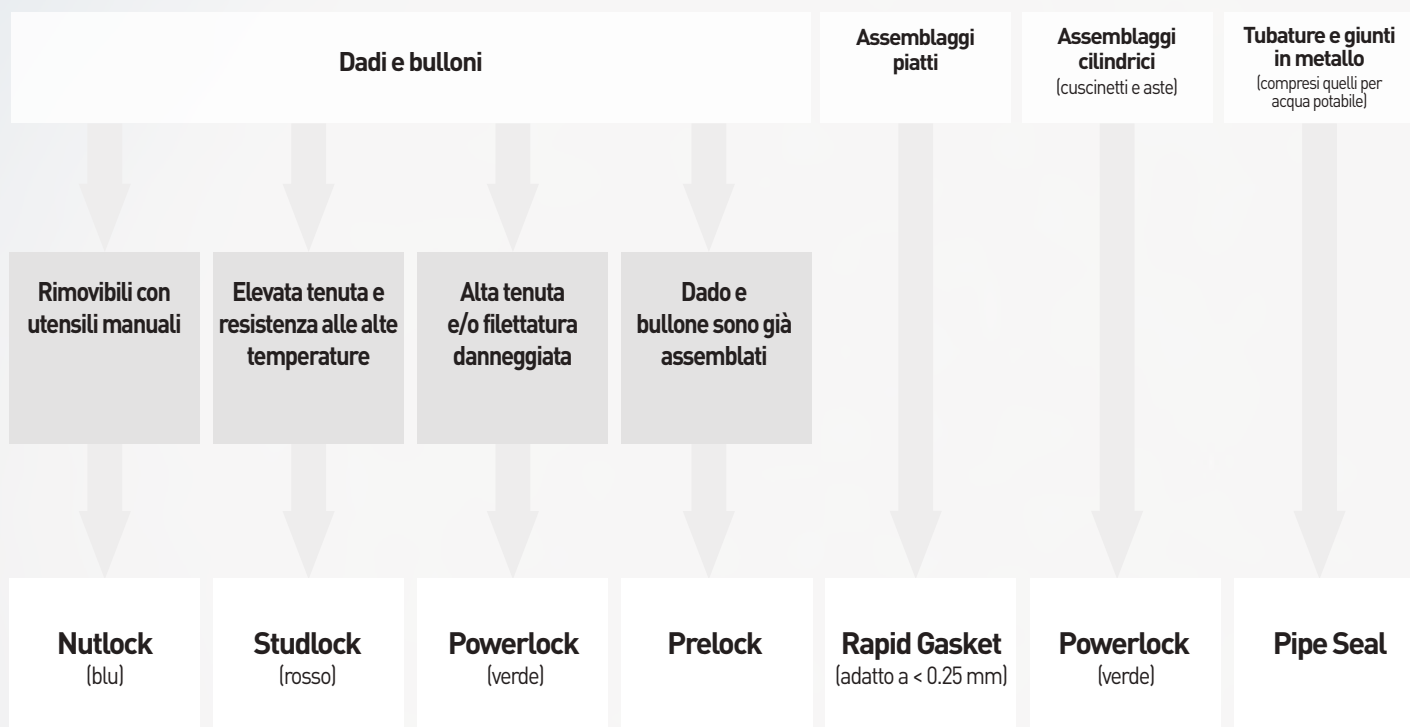 Dadi e bulloni
Assemblaggi
piatti
Assemblaggi
cilindrici
(cuscinetti e aste)
Tubature e giunti
in metallo
(compresi quelli per
acqua potabile)
Rimovibili con
utensili manuali
Elevata tenuta e
resistenza alle alte
temperature
Alta tenuta
e/o filettatura
danneggiata
Dado e
bullone sono già
assemblati
Nutlock
(blu)
Studlock
(rosso)
Powerlock
(verde)
Prelock
Rapid Gasket
(adatto a < 0.25 mm)
Powerlock
(verde)
Pipe Seal